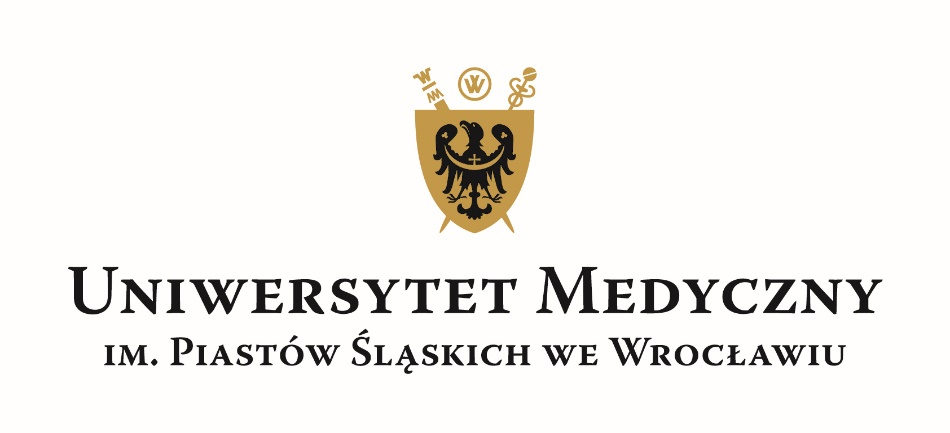 W
UNIWERSYTET MEDYCZNY
IM. PIASTÓW ŚLĄSKICH WE WROCŁAWIU